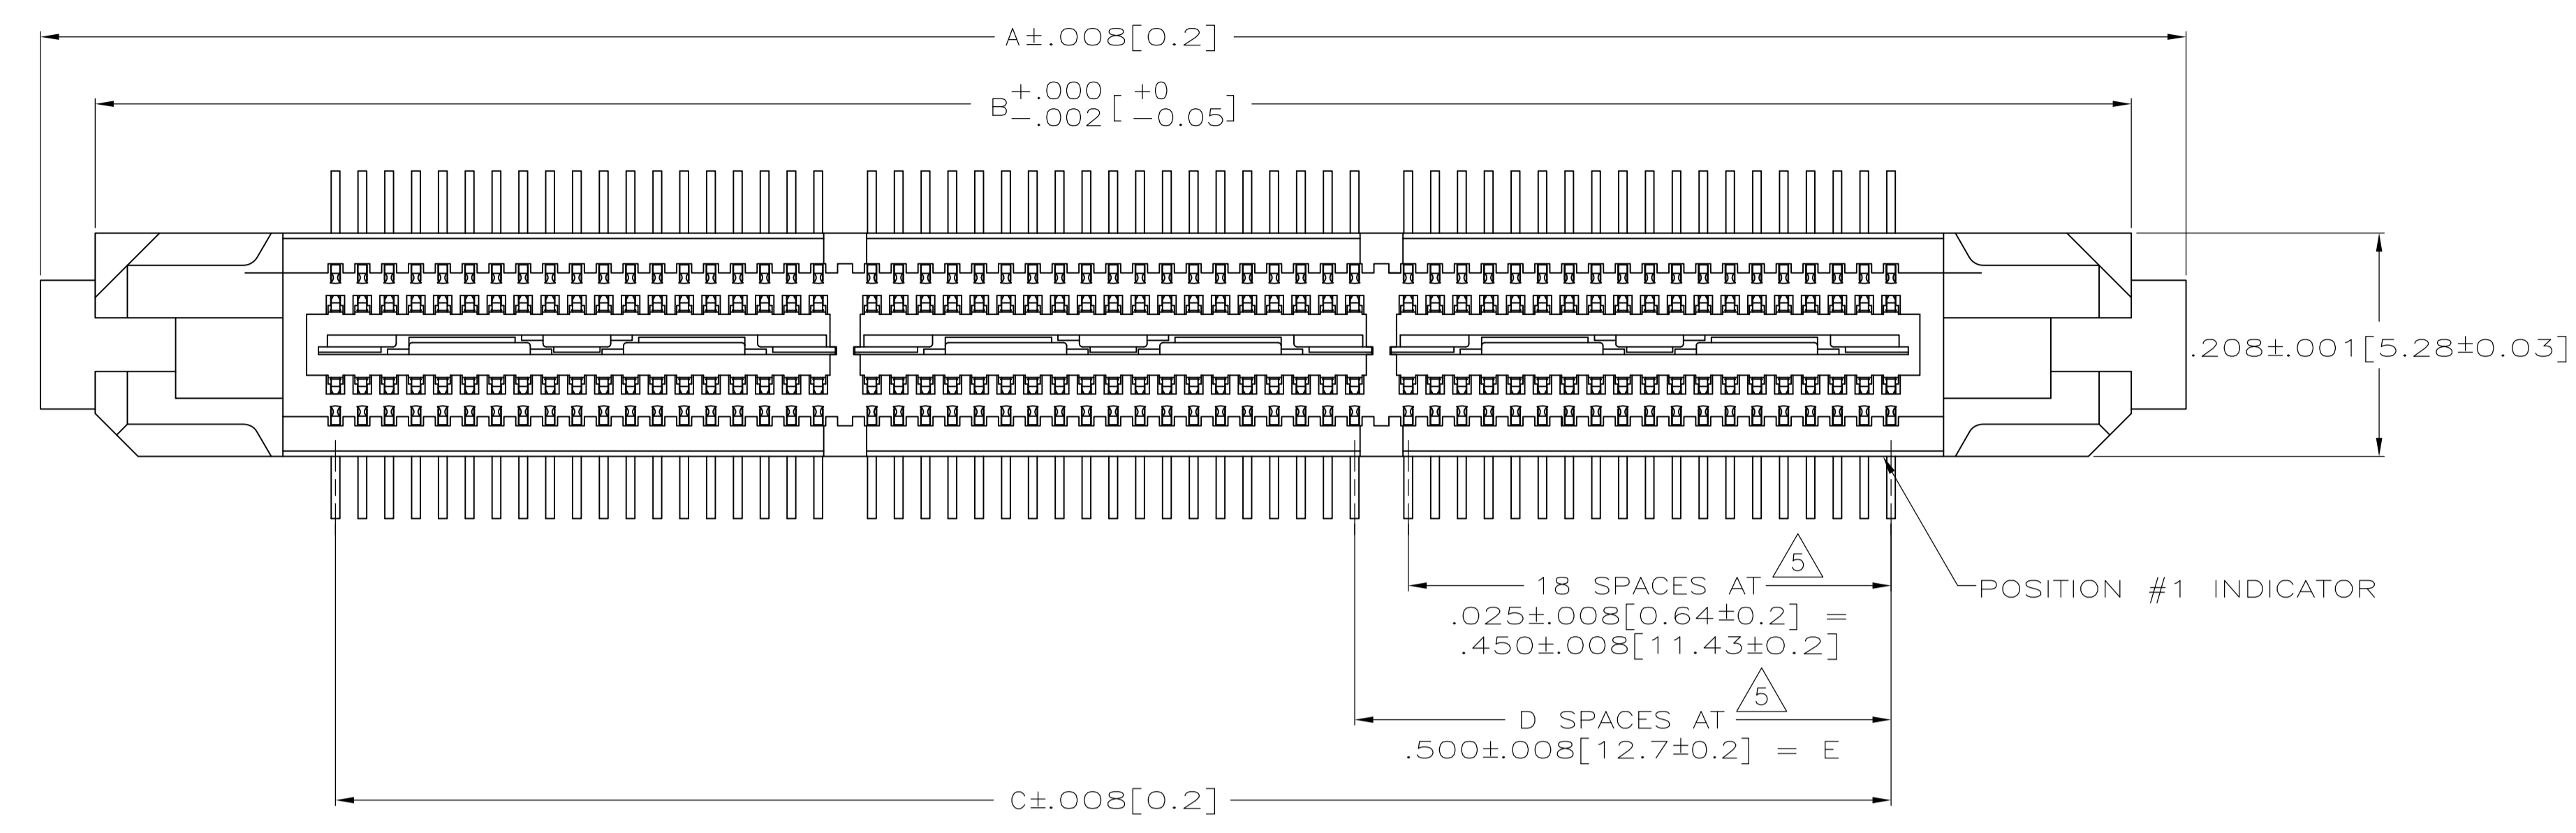 A±.008[0.2]
B +.000 -.002 [ +0 -0.05 ]
.208±.001[5.28±0.03]
5
18 SPACES AT
.025±.008[0.64±0.2] =
.450±.008[11.43±0.2]
POSITION #1 INDICATOR
5
D SPACES AT
.500±.008[12.7±0.2] = E
C±.008[0.2]